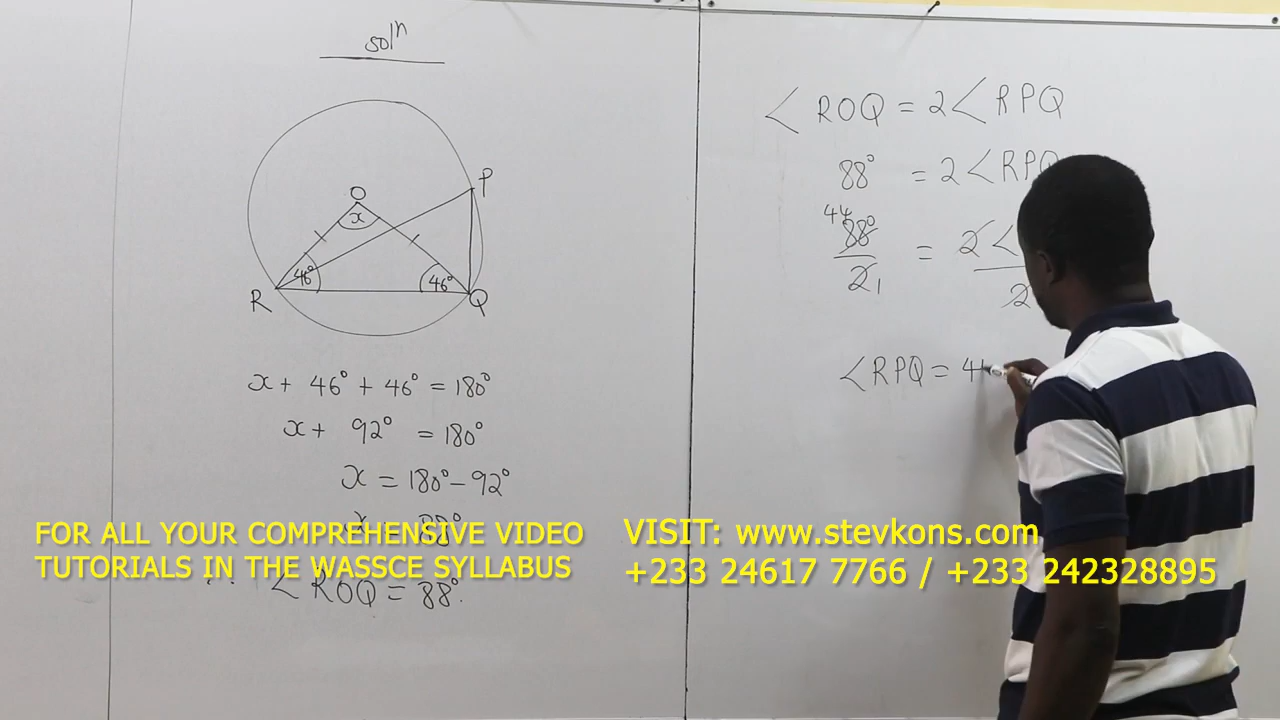 solⁿ
O
x
P
46° 46°
R Q
x + 46° + 46° = 180°
x + 92° = 180°
x = 180° - 92°
x = 88°
∴ ∠ROQ = 88°.
∠ROQ = 2∠RPQ
88° = 2∠RPQ
44
88° = 2∠
2 1 2
∠RPQ = 44
FOR ALL YOUR COMPREHENSIVE VIDEO
TUTORIALS IN THE WASSCE SYLLABUS
VISIT: www.stevkons.com
+233 24617 7766 / +233 242328895